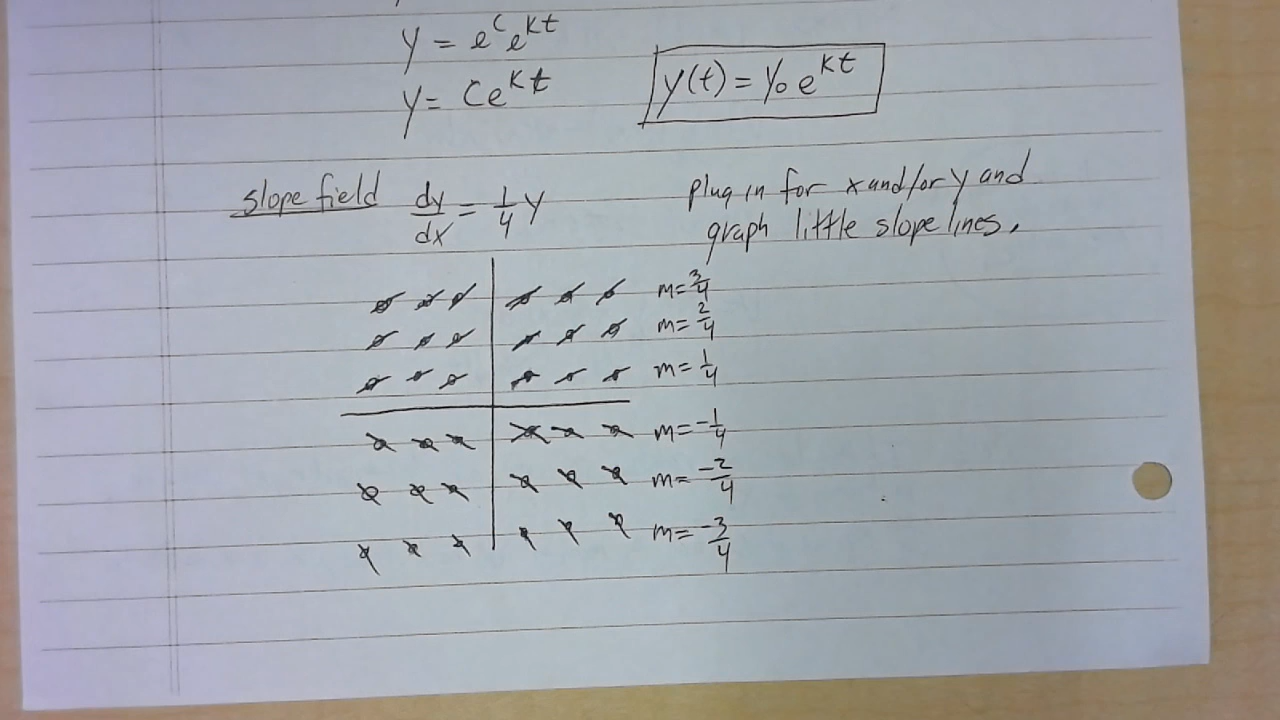 y = e^c e^kt
y = Ce^kt
y(t) = y₀ e^kt
slope field dy/dx = 1/4 y
plug in for x and/or y and
graph little slope lines.
m = 3/4
m = 2/4
m = 1/4
m = -1/4
m = -2/4
m = -3/4